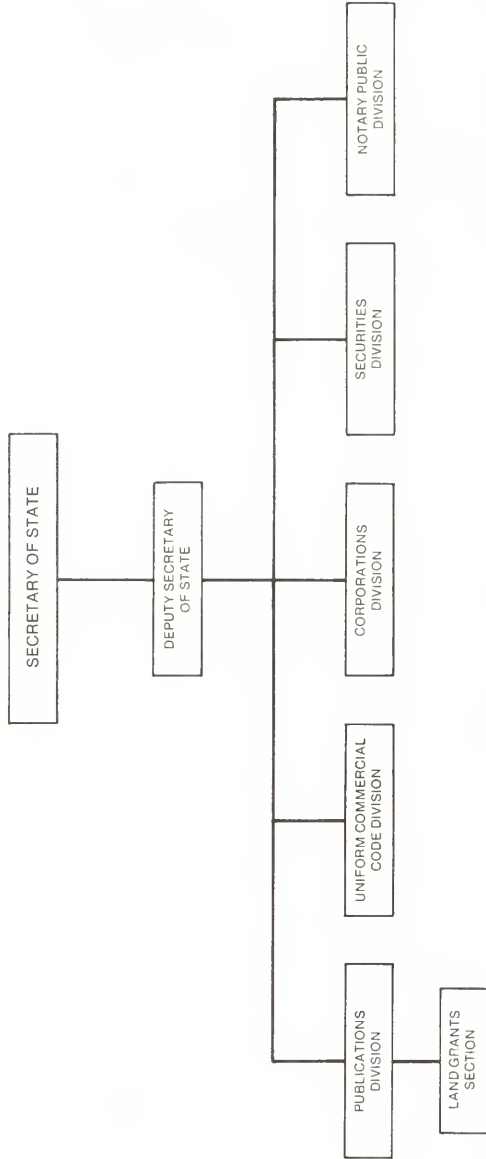 SECRETARY OF STATE
DEPUTY SECRETARY
OF STATE
PUBLICATIONS
DIVISION
UNIFORM COMMERCIAL
CODE DIVISION
CORPORATIONS
DIVISION
SECURITIES
DIVISION
NOTARY PUBLIC
DIVISION
LAND GRANTS
SECTION